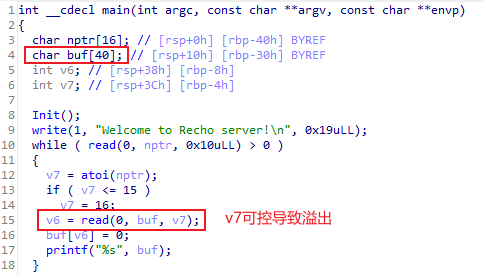 1 int __cdecl main(int argc, const char **argv, const char **envp)
2 {
3 char nptr[16]; // [rsp+0h] [rbp-40h] BYREF
4 char buf[40]; // [rsp+10h] [rbp-30h] BYREF
5 int v6; // [rsp+38h] [rbp-8h]
6 int v7; // [rsp+3Ch] [rbp-4h]
7
8 Init();
9 write(1, "Welcome to Recho server!\n", 0x19uLL);
10 while ( read(0, nptr, 0x10uLL) > 0 )
11 {
12 v7 = atoi(nptr);
13 if ( v7 <= 15 )
14 v7 = 16;
15 v6 = read(0, buf, v7); v7可控导致溢出
16 buf[v6] = 0;
17 printf("%s", buf);
18 }